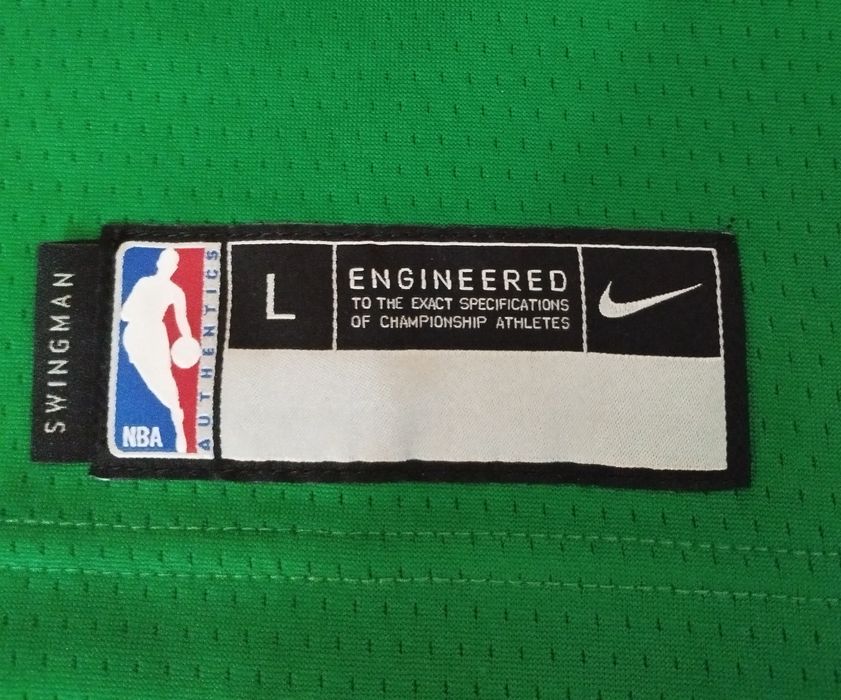 SWINGMAN
NBA
AUTHENTICS
L
ENGINEERED
TO THE EXACT SPECIFICATIONS
OF CHAMPIONSHIP ATHLETES